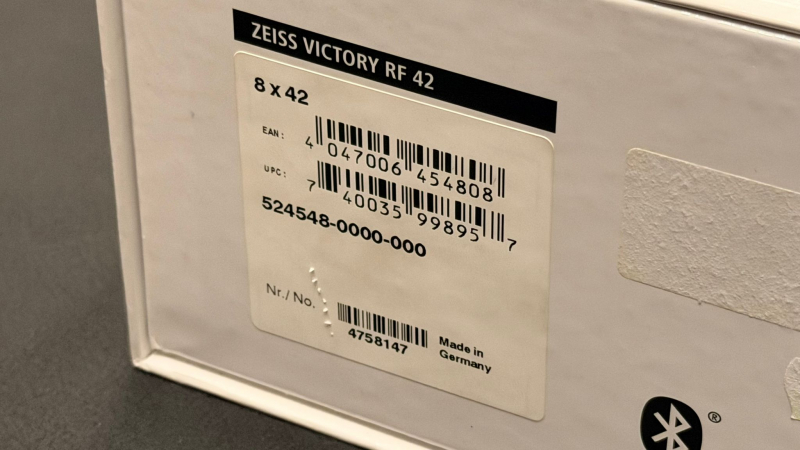 ZEISS VICTORY RF 42
8 x 42
EAN: 4 047006 454808
UPC: 7 40035 99895 7
524548-0000-000
Nr./ No. 4758147
Made in
Germany
®